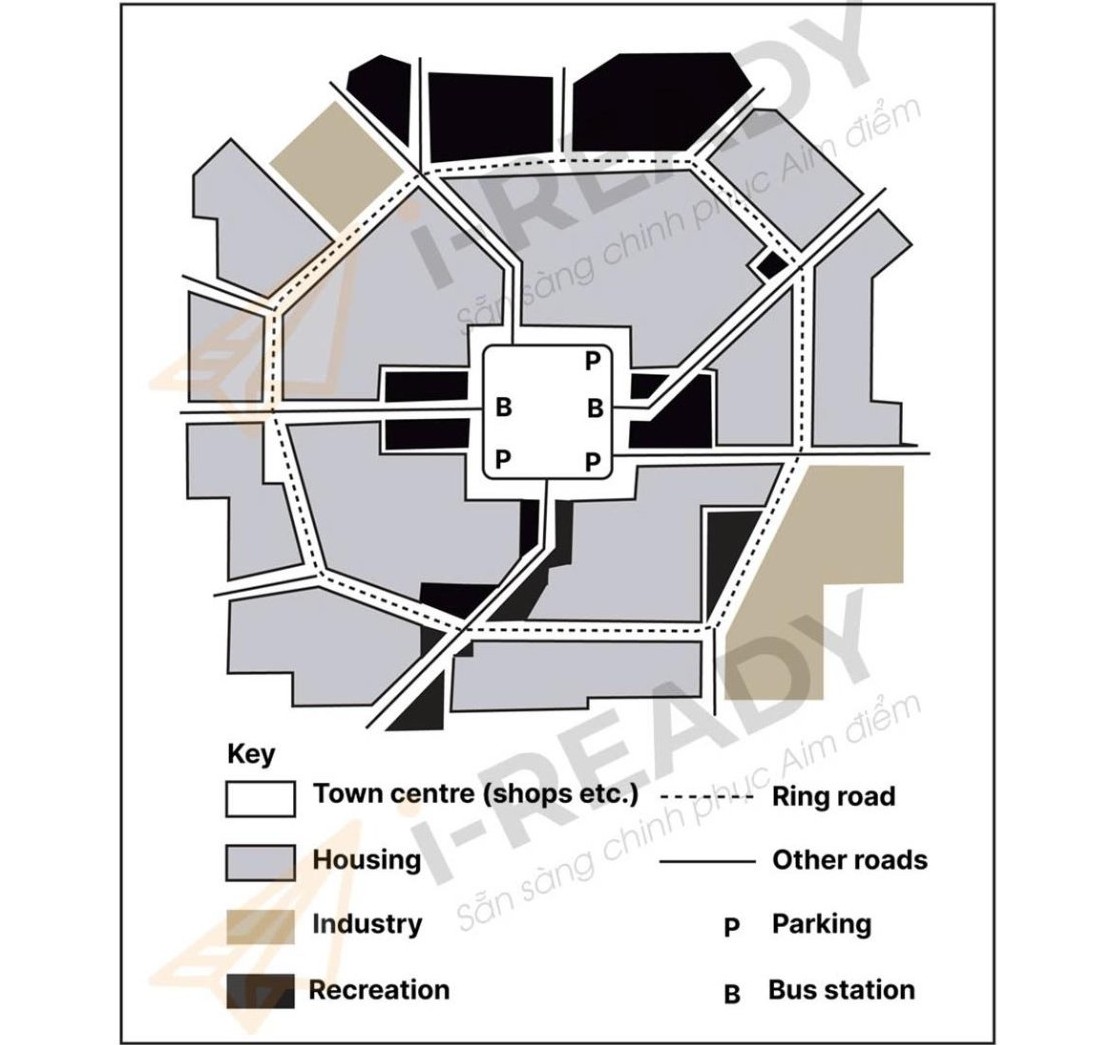 i-READY
Sẵn sàng chinh phục Aim điểm
P
B
B
P
P
i-READY
Sẵn sàng chinh phục Aim điểm
Key
Town centre (shops etc.)
Ring road
Housing
Other roads
Industry
P
Parking
Recreation
B
Bus station